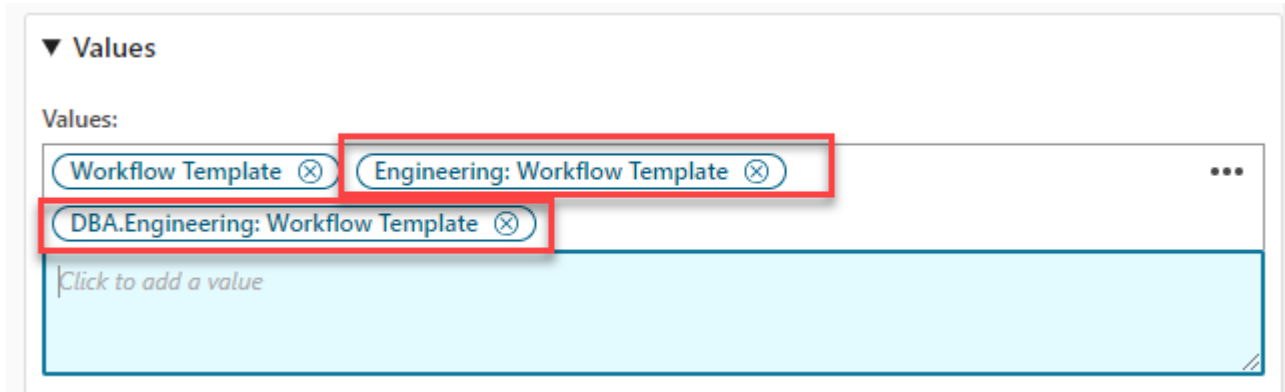 Values
Values:
Workflow Template Engineering: Workflow Template
DBA.Engineering: Workflow Template
Click to add a value